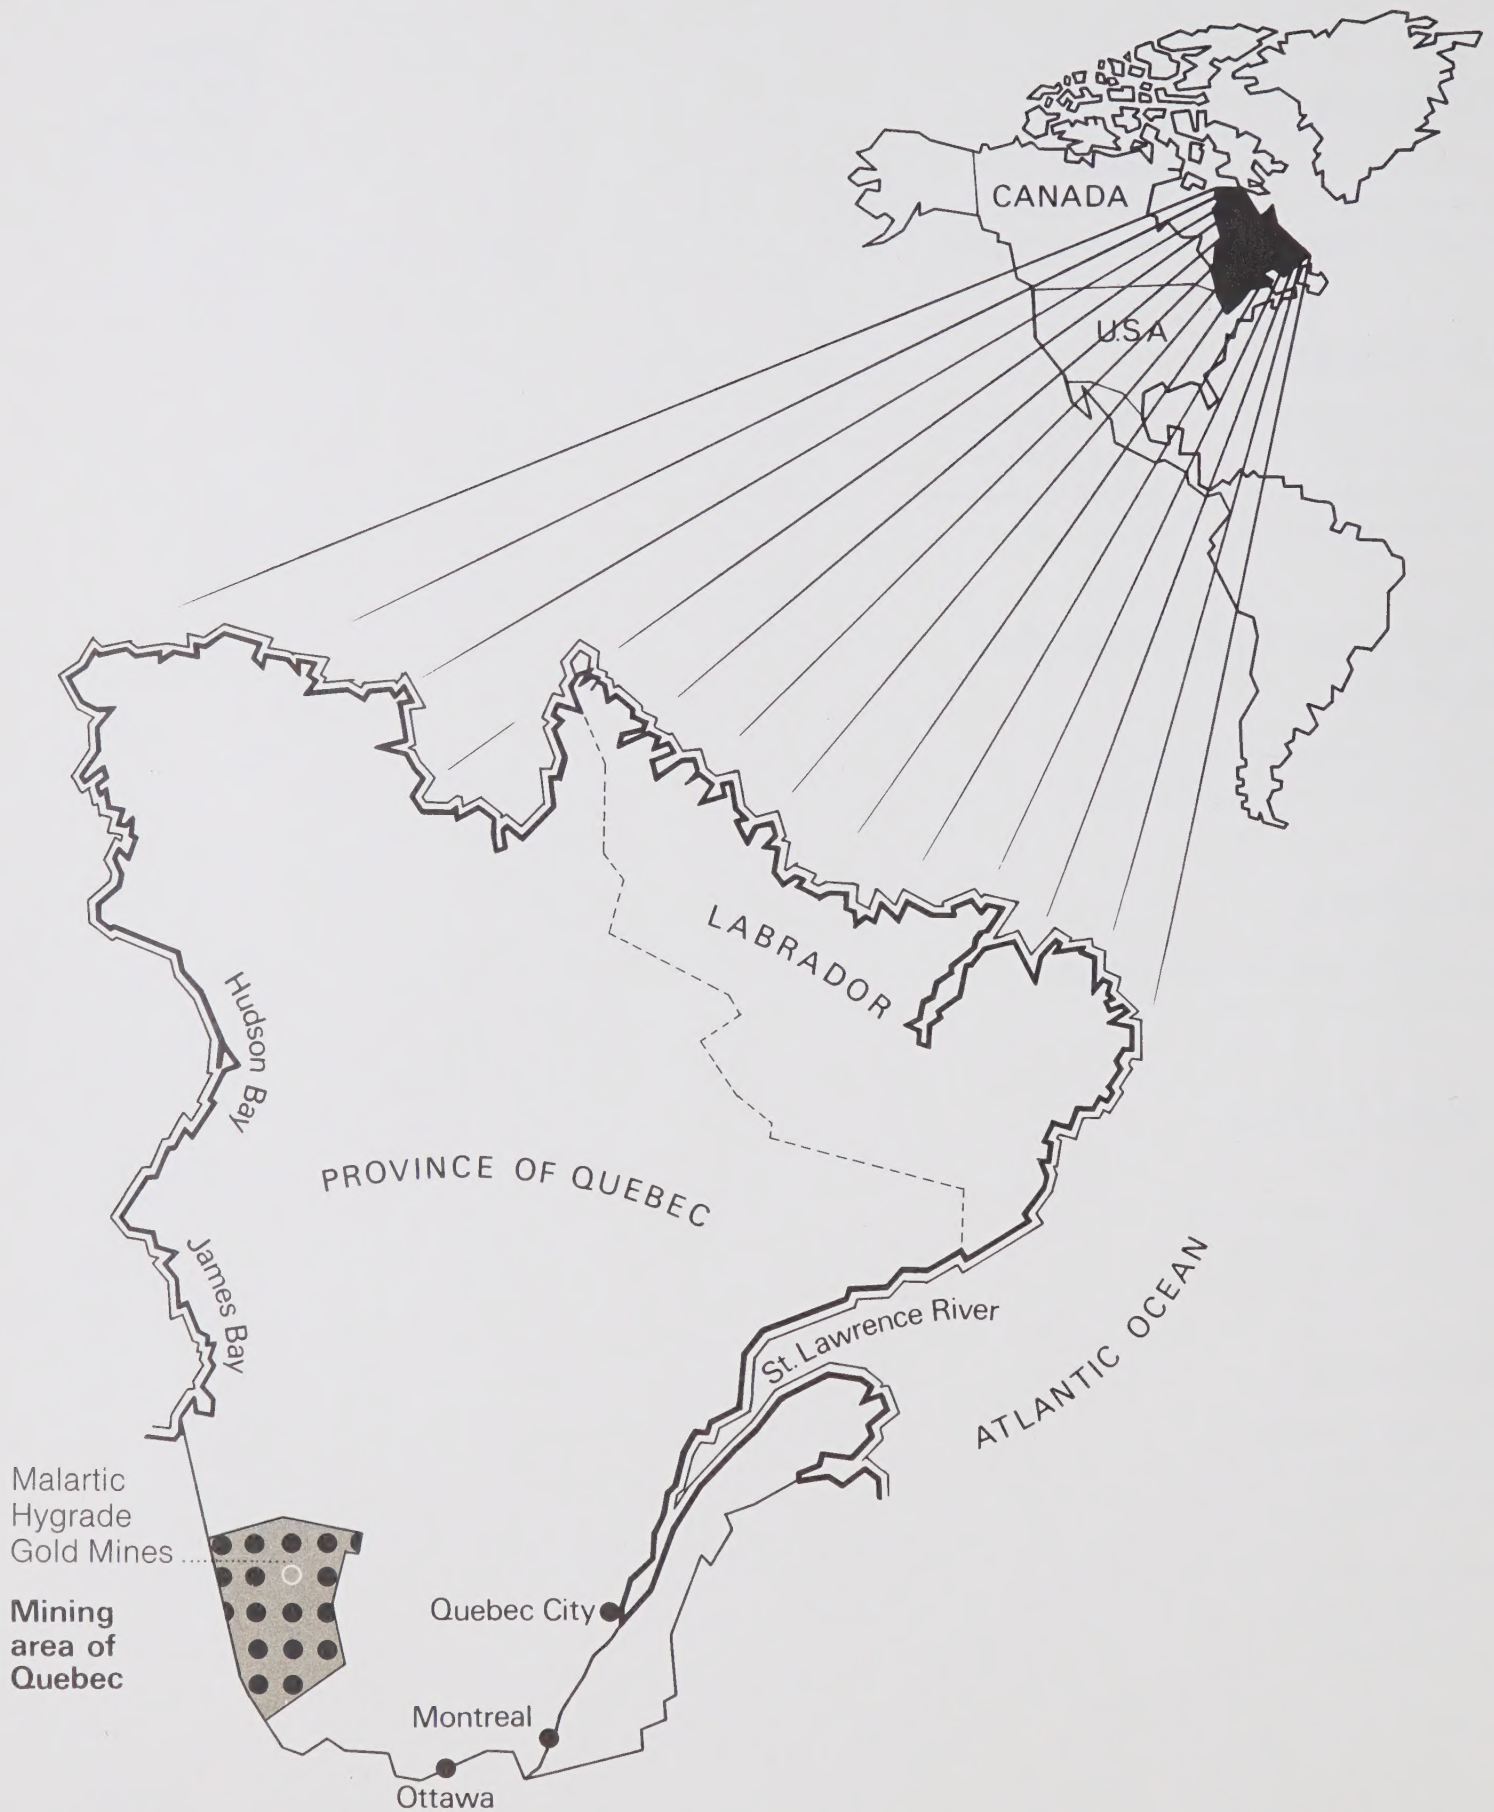 CANADA
U.S.A
LABRADOR
Hudson Bay
PROVINCE OF QUEBEC
James Bay
St. Lawrence River
ATLANTIC OCEAN
Malartic
Hygrade
Gold Mines
Mining
area of
Quebec
Quebec City
Montreal
Ottawa